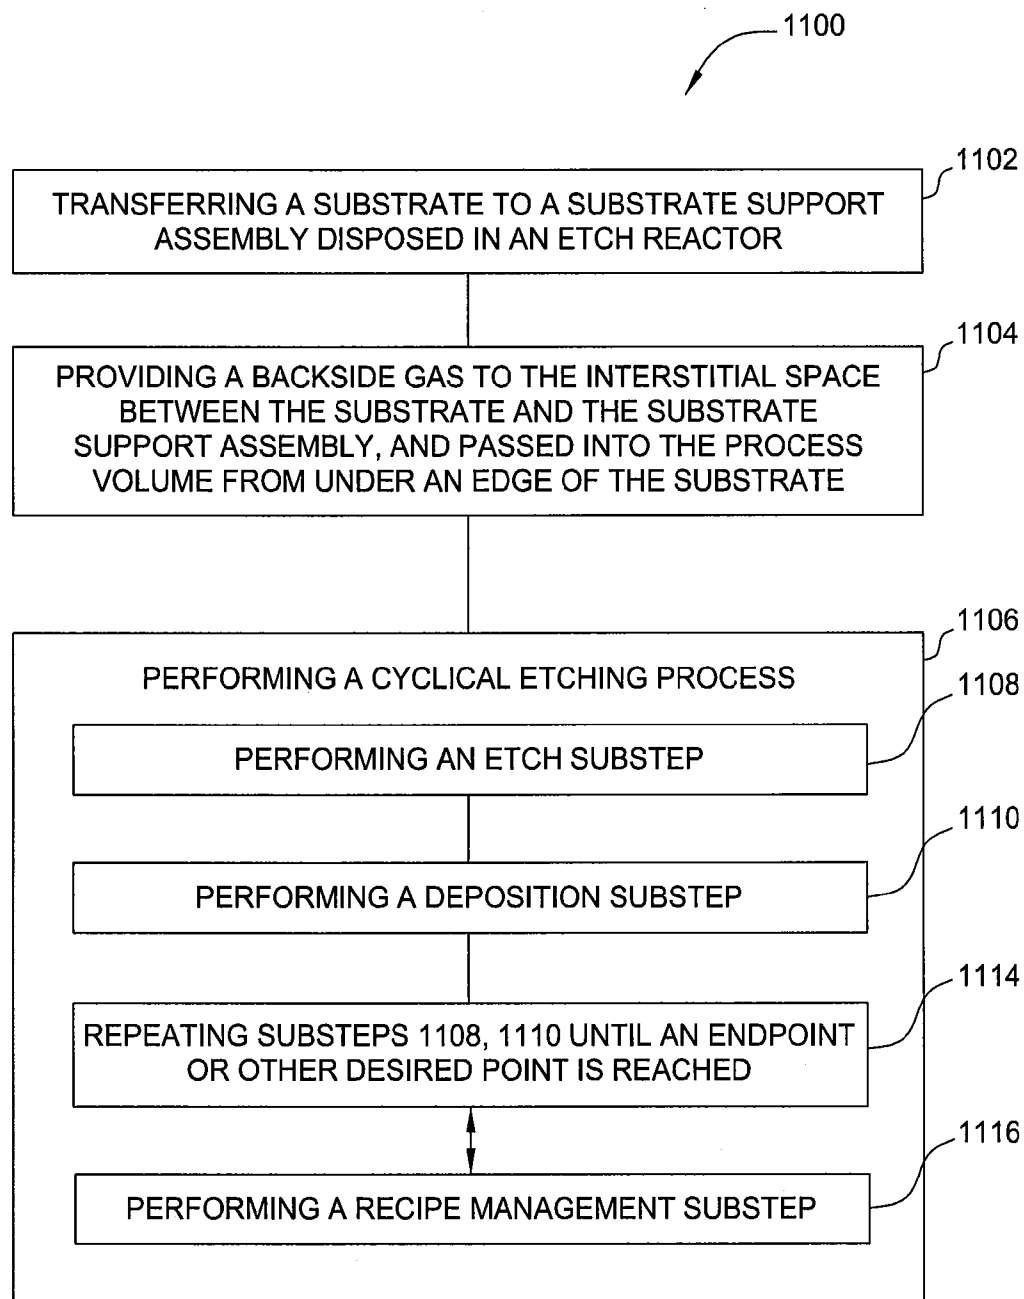 1100
1102
TRANSFERRING A SUBSTRATE TO A SUBSTRATE SUPPORT
ASSEMBLY DISPOSED IN AN ETCH REACTOR
1104
PROVIDING A BACKSIDE GAS TO THE INTERSTITIAL SPACE
BETWEEN THE SUBSTRATE AND THE SUBSTRATE
SUPPORT ASSEMBLY, AND PASSED INTO THE PROCESS
VOLUME FROM UNDER AN EDGE OF THE SUBSTRATE
1106
PERFORMING A CYCLICAL ETCHING PROCESS
1108
PERFORMING AN ETCH SUBSTEP
1110
PERFORMING A DEPOSITION SUBSTEP
1114
REPEATING SUBSTEPS 1108, 1110 UNTIL AN ENDPOINT
OR OTHER DESIRED POINT IS REACHED
1116
PERFORMING A RECIPE MANAGEMENT SUBSTEP